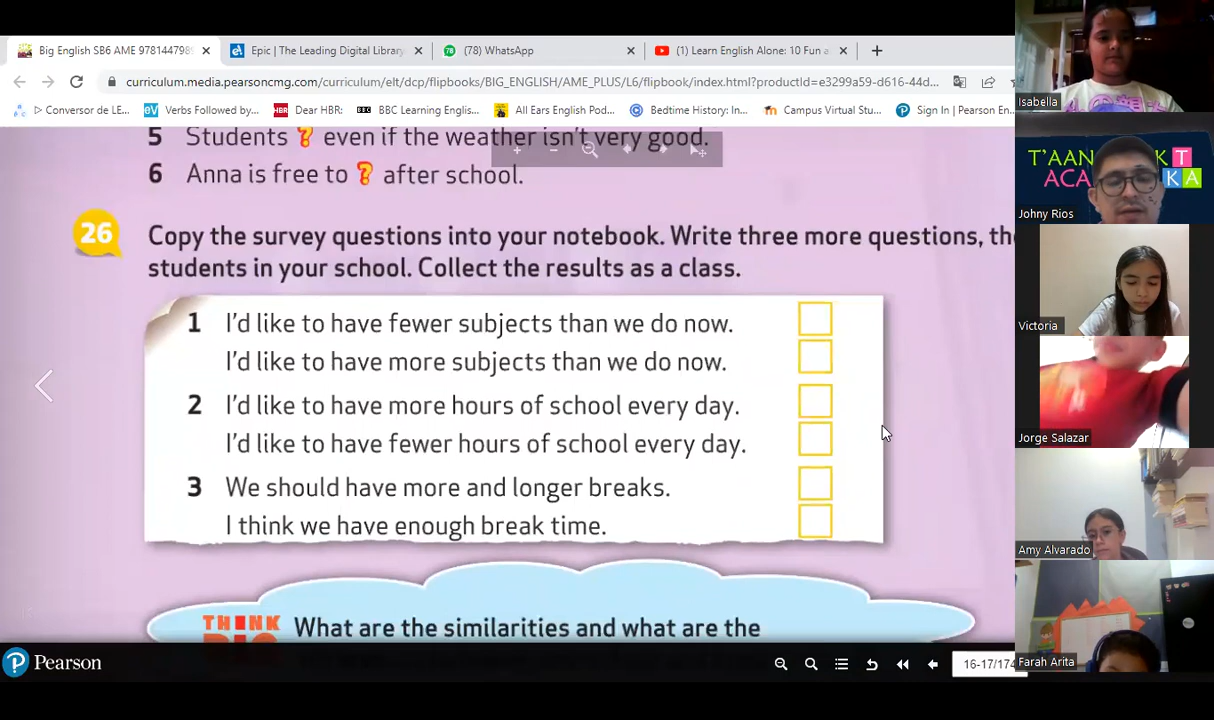 Big English SB6 AME 978144798
Epic | The Leading Digital Library
(78) WhatsApp
(1) Learn English Alone: 10 Fun a
curriculum.media.pearsoncmg.com/curriculum/elt/dcp/flipbooks/BIG_ENGLISH/AME_PLUS/L6/flipbook/index.html?productId=e3299a59-d616-44d...
▷ Conversor de LE...
Verbs Followed by...
Dear HBR:
BBC Learning Englis...
All Ears English Pod...
Bedtime History: In...
Campus Virtual Stu...
Sign In | Pearson En...
5 Students ? even if the weather isn't very good.
6 Anna is free to ? after school.
26 Copy the survey questions into your notebook. Write three more questions, th
students in your school. Collect the results as a class.
1 I'd like to have fewer subjects than we do now.
I'd like to have more subjects than we do now.
2 I'd like to have more hours of school every day.
I'd like to have fewer hours of school every day.
3 We should have more and longer breaks.
I think we have enough break time.
THINK What are the similarities and what are the
BIG
Pearson
16-17/174
Isabella
Johny Rios
Victoria
Jorge Salazar
Amy Alvarado
Farah Arita